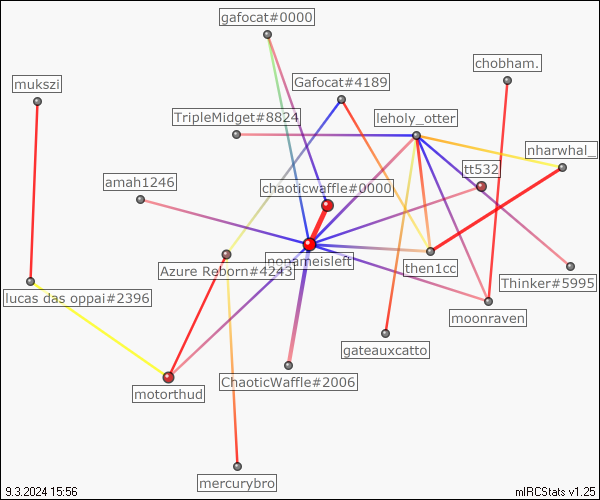 gafocat#0000
chobham.
mukszi
Gafocat#4189
TripleMidget#8824
leholy_otter
nharwhal_
tt532
amah1246
chaoticwaffle#0000
nonameisleft
Azure Reborn#4243
then1cc
Thinker#5995
lucas das oppai#2396
moonraven
gateauxcatto
ChaoticWaffle#2006
motorthud
mercurybro
9.3.2024 15:56
mIRCStats v1.25